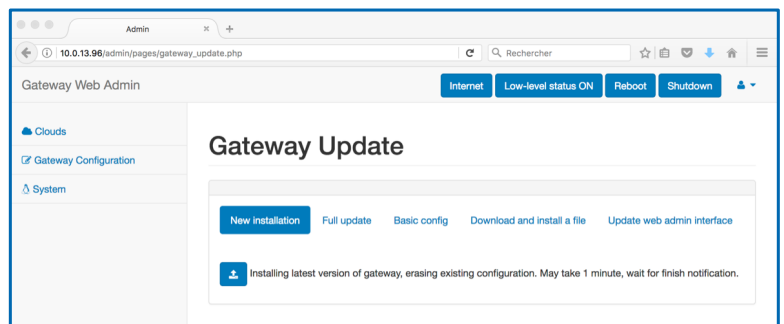 Admin
10.0.13.96/admin/pages/gateway_update.php
Rechercher
Gateway Web Admin
Internet
Low-level status ON
Reboot
Shutdown
Clouds
Gateway Configuration
System
Gateway Update
New installation
Full update
Basic config
Download and install a file
Update web admin interface
Installing latest version of gateway, erasing existing configuration. May take 1 minute, wait for finish notification.